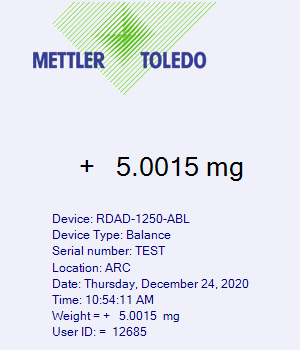 METTLER TOLEDO
+ 5.0015 mg
Device: RDAD-1250-ABL
Device Type: Balance
Serial number: TEST
Location: ARC
Date: Thursday, December 24, 2020
Time: 10:54:11 AM
Weight = + 5.0015 mg
User ID: = 12685